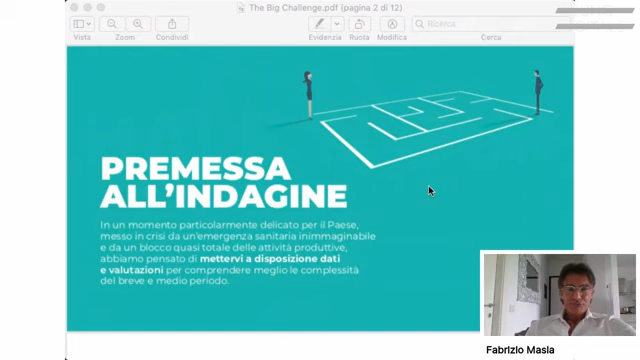 The Big Challenge.pdf (pagina 2 di 12)
Vista
Zoom
Condividi
Evidenzia
Ruota
Modifica
Ricerca
Cerca
PREMESSA
ALL'INDAGINE
In un momento particolarmente delicato per il Paese,
messo in crisi da un'emergenza sanitaria inimmaginabile
e da un blocco quasi totale delle attività produttive,
abbiamo pensato di mettervi a disposizione dati
e valutazioni per comprendere meglio le complessità
del breve e medio periodo.
Fabrizio Masia